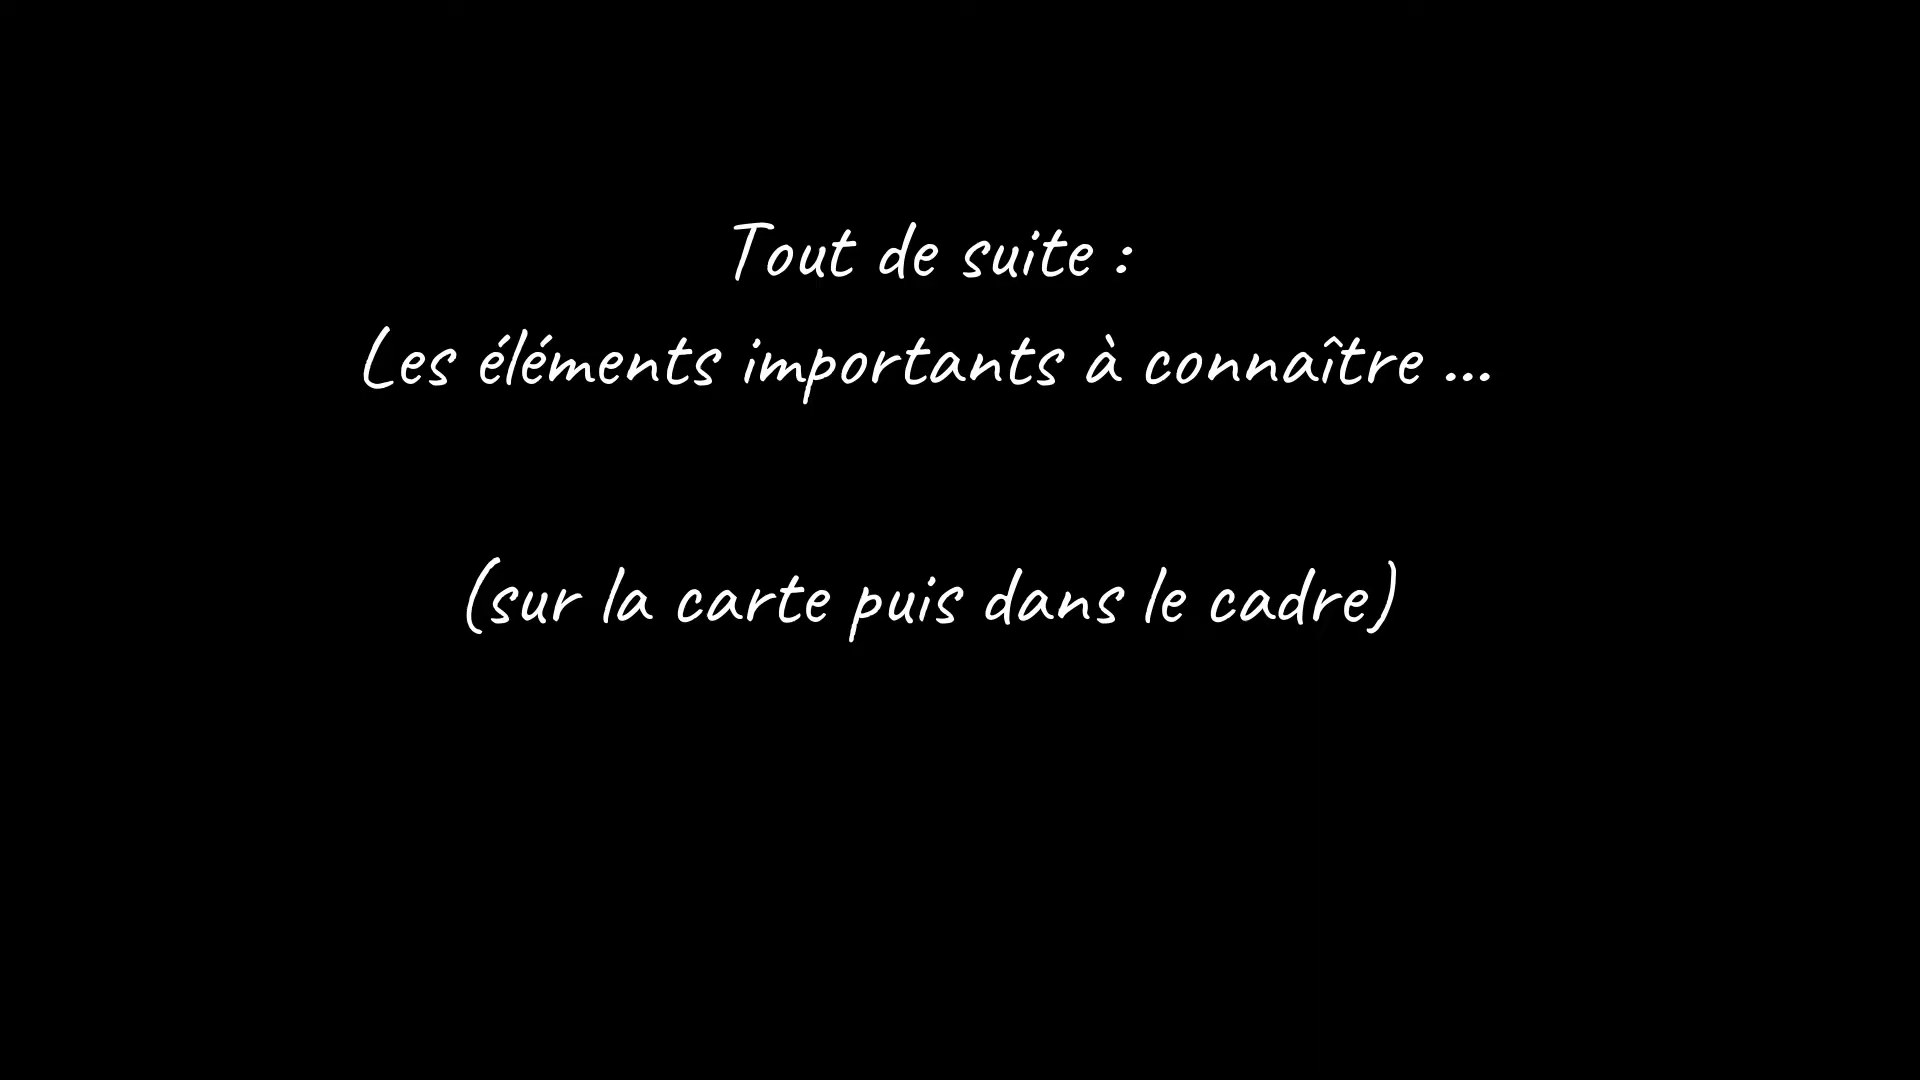 Tout de suite :
Les éléments importants à connaître ...
(sur la carte puis dans le cadre)